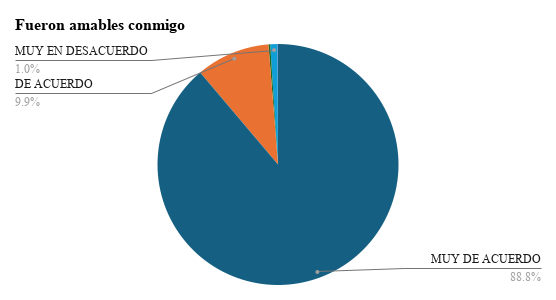 Fueron amables conmigo
MUY EN DESACUERDO
1.0%
DE ACUERDO
9.9%
MUY DE ACUERDO
88.8%